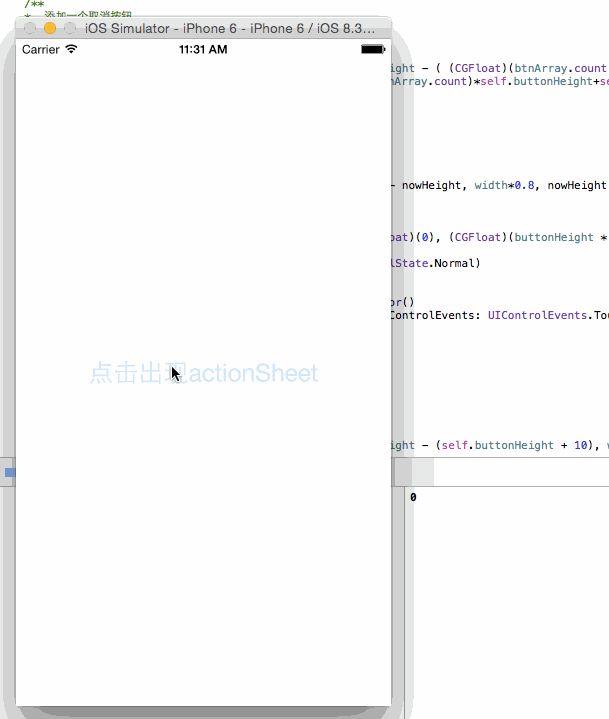 /**
* 添加一个取消按钮
iOS Simulator - iPhone 6 - iPhone 6 / iOS 8.3...
Carrier 11:31 AM
ight - ( (CGFloat)(btnArray.count
Array.count)*self.buttonHeight+se
- nowHeight, width*0.8, nowHeight
oat)(0), (CGFloat)(buttonHeight *
lState.Normal)
or()
ControlEvents: UIControlEvents.Tou
点击出现actionSheet
ight - (self.buttonHeight + 10), w
0